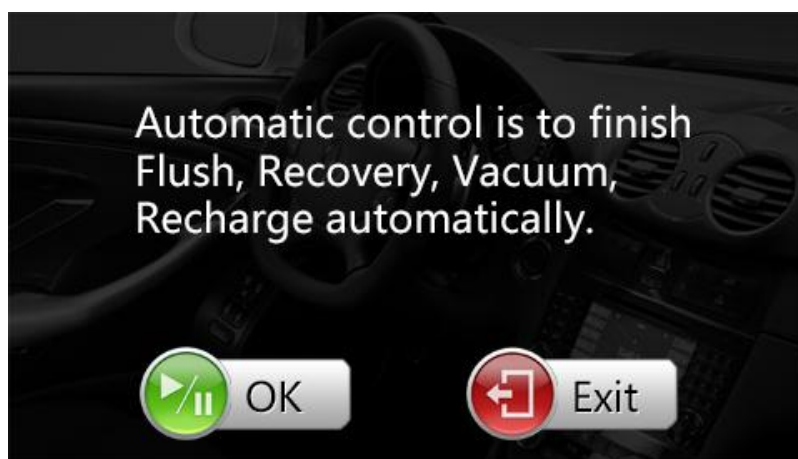 Automatic control is to finish
Flush, Recovery, Vacuum,
Recharge automatically.
OK
Exit